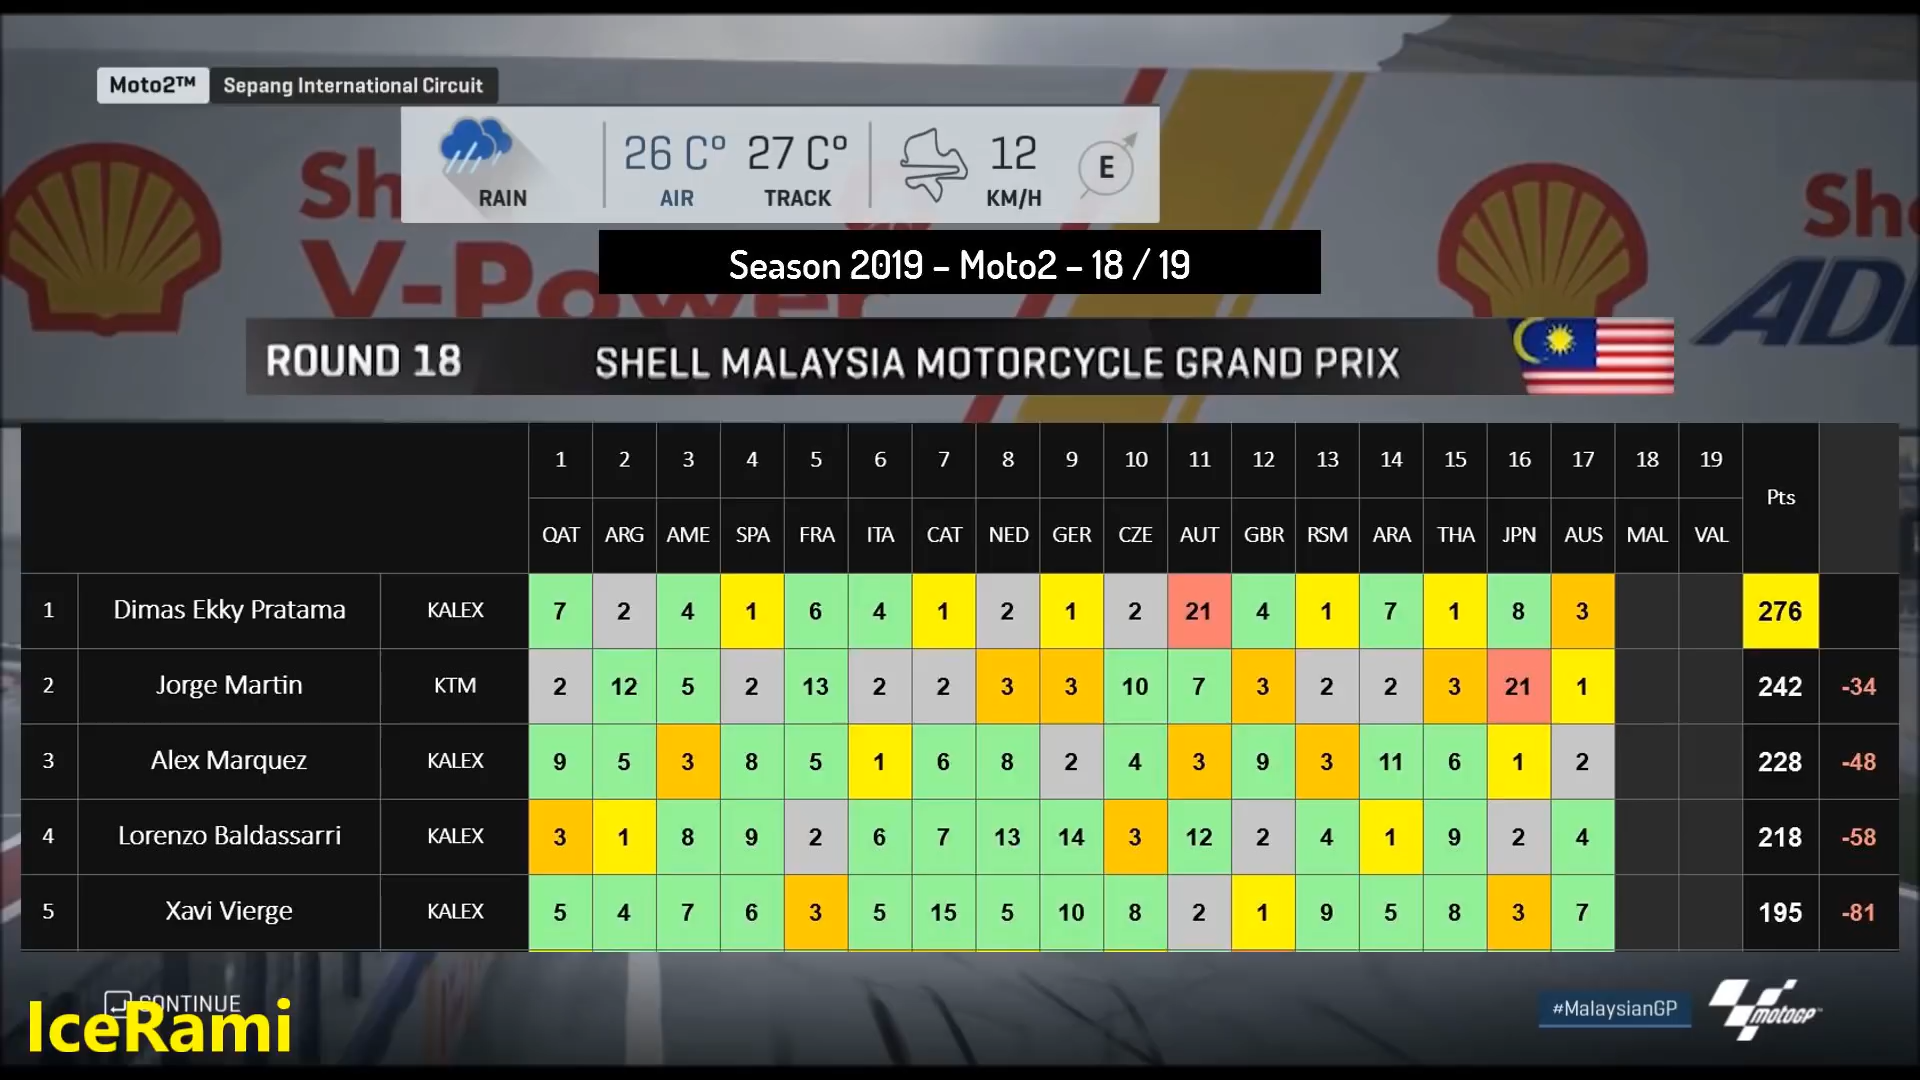 Moto2™ Sepang International Circuit
26 C° 27 C° 12 E
RAIN AIR TRACK KM/H
Season 2019 – Moto2 – 18 / 19
ROUND 18 SHELL MALAYSIA MOTORCYCLE GRAND PRIX
1 2 3 4 5 6 7 8 9 10 11 12 13 14 15 16 17 18 19 Pts
QAT ARG AME SPA FRA ITA CAT NED GER CZE AUT GBR RSM ARA THA JPN AUS MAL VAL
1 Dimas Ekky Pratama KALEX 7 2 4 1 6 4 1 2 1 2 21 4 1 7 1 8 3 276
2 Jorge Martin KTM 2 12 5 2 13 2 2 3 3 10 7 3 2 2 3 21 1 242 -34
3 Alex Marquez KALEX 9 5 3 8 5 1 6 8 2 4 3 9 3 11 6 1 2 228 -48
4 Lorenzo Baldassarri KALEX 3 1 8 9 2 6 7 13 14 3 12 2 4 1 9 2 4 218 -58
5 Xavi Vierge KALEX 5 4 7 6 3 5 15 5 10 8 2 1 9 5 8 3 7 195 -81
CONTINUE
IceRami
#MalaysianGP motoGP™
V-Power